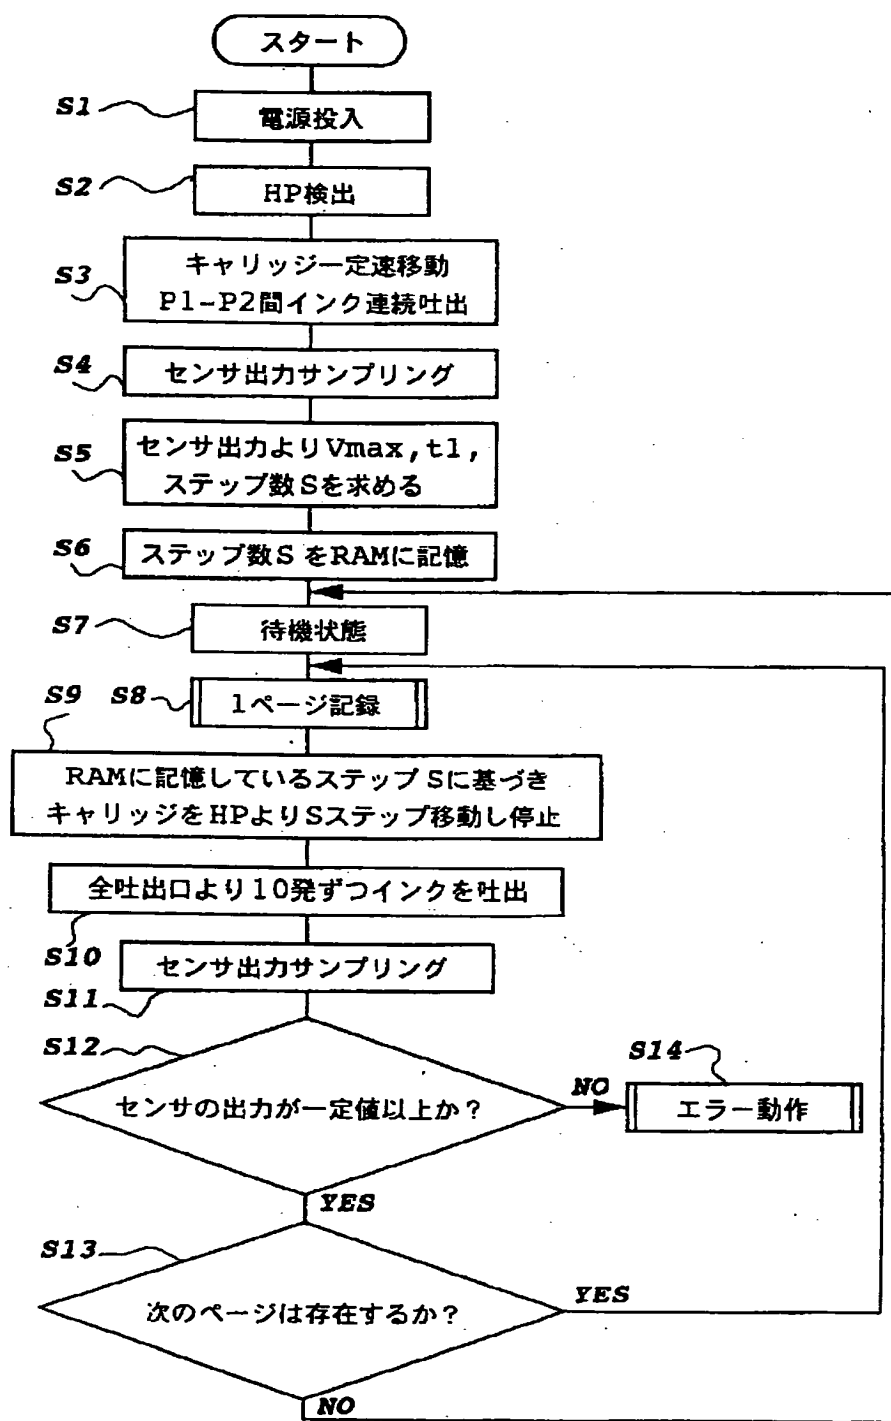 スタート
S1
電源投入
S2
HP検出
S3
キャリッジ一定速移動
P1-P2間インク連続吐出
S4
センサ出力サンプリング
S5
センサ出力よりVmax,t1,
ステップ数Sを求める
S6
ステップ数SをRAMに記憶
S7
待機状態
S9
S8
1ページ記録
RAMに記憶しているステップSに基づき
キャリッジをHPよりSステップ移動し停止
全吐出口より10発ずつインクを吐出
S10
センサ出力サンプリング
S11
S12
センサの出力が一定値以上か?
NO
S14
エラー動作
YES
S13
次のページは存在するか?
YES
NO